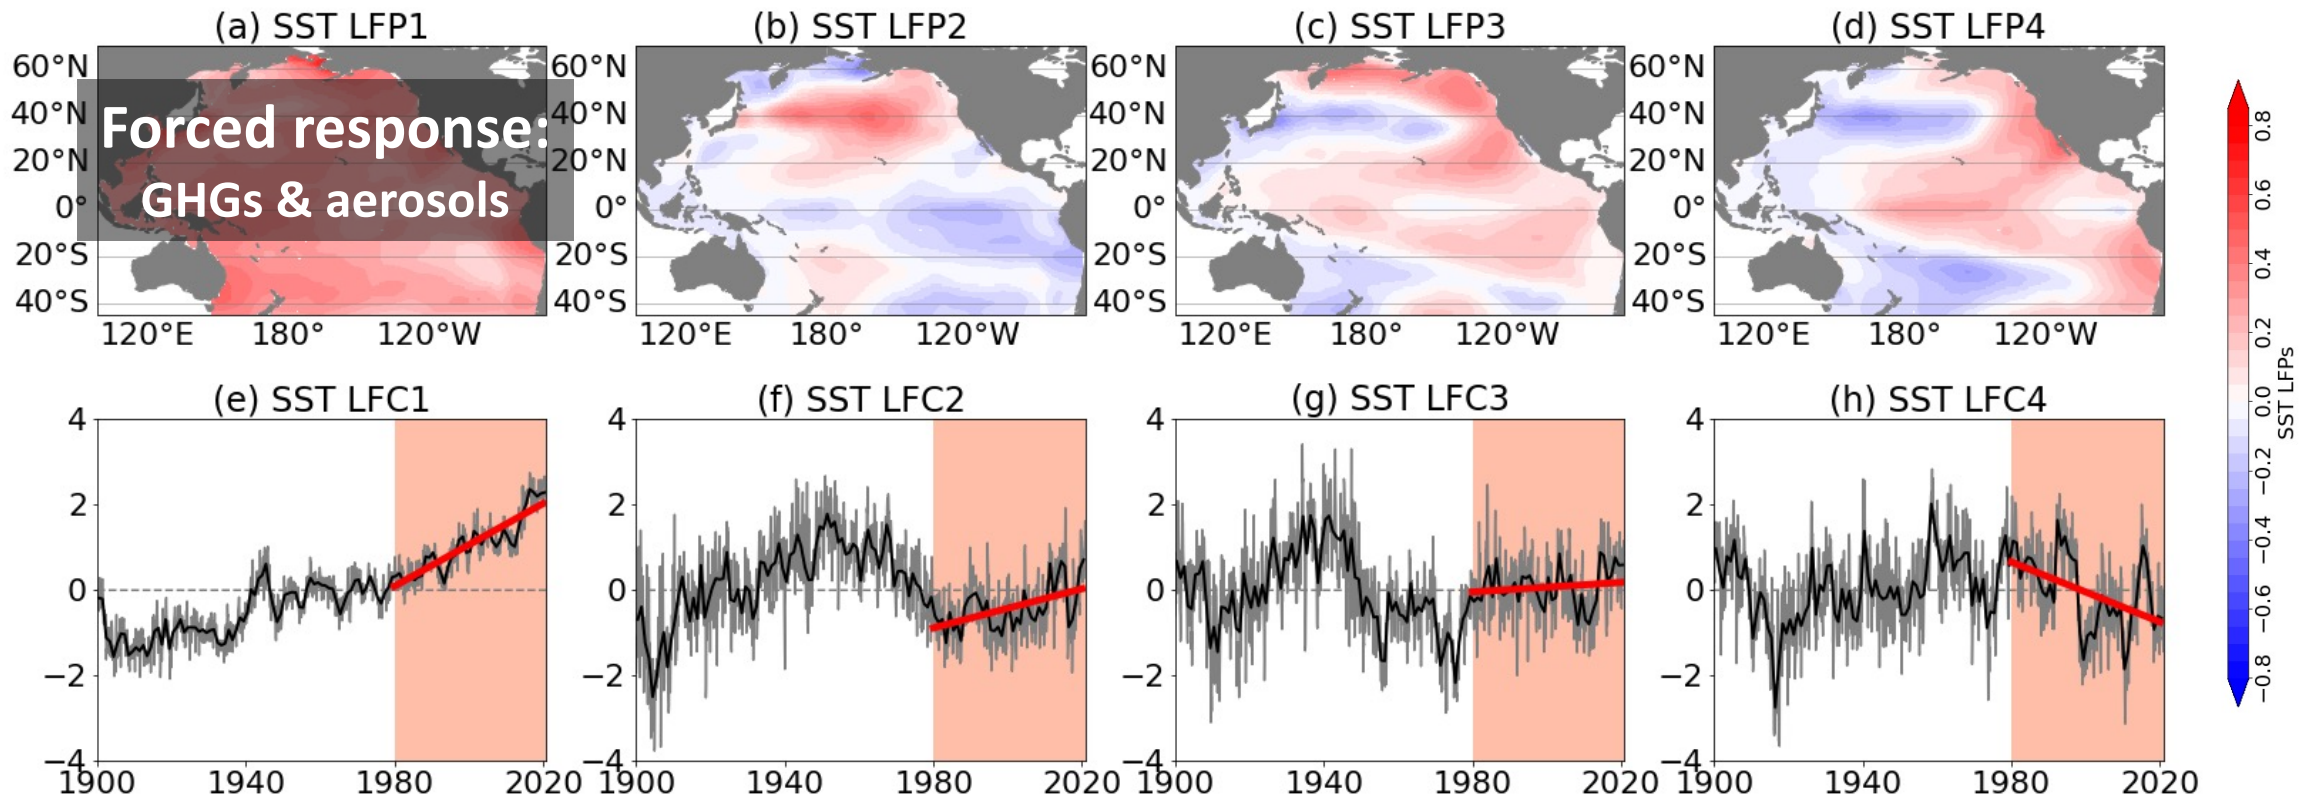 (a) SST LFP1
(b) SST LFP2
(c) SST LFP3
(d) SST LFP4
60°N 60°N 60°N 60°N
40°N 40°N 40°N 40°N
20°N 20°N 20°N 20°N
0° 0° 0° 0°
20°S 20°S 20°S 20°S
40°S 40°S 40°S 40°S
Forced response:
GHGs & aerosols
120°E 180° 120°W 120°E 180° 120°W 120°E 180° 120°W 120°E 180° 120°W
0.8
0.6
0.4
0.2
0.0
−0.2
−0.4
−0.6
−0.8
SST LFPs
(e) SST LFC1
(f) SST LFC2
(g) SST LFC3
(h) SST LFC4
4 4 4 4
2 2 2 2
0 0 0 0
−2 −2 −2 −2
−4 −4 −4 −4
1900 1940 1980 2020 1900 1940 1980 2020 1900 1940 1980 2020 1900 1940 1980 2020